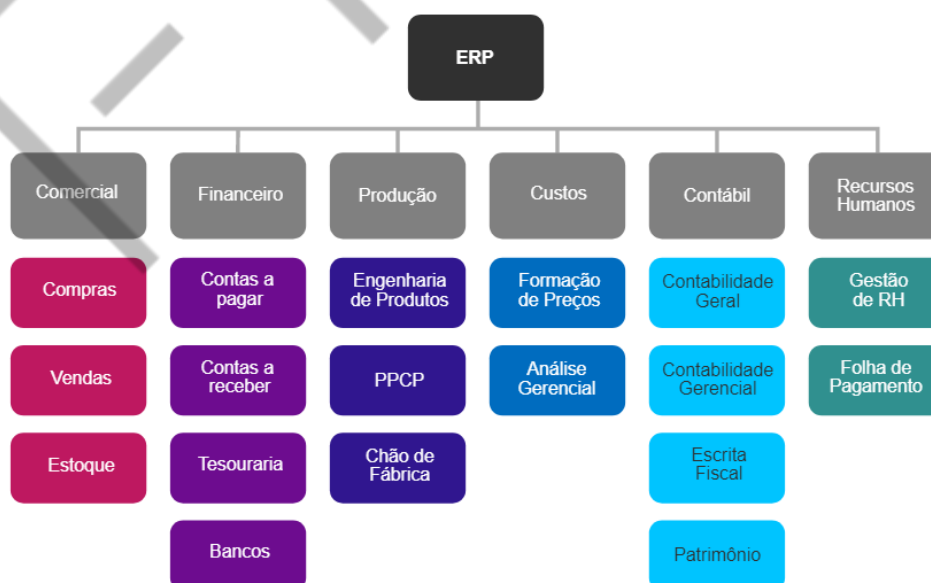 ERP
Comercial
Financeiro
Produção
Custos
Contábil
Recursos
Humanos
Compras
Contas a
pagar
Engenharia
de Produtos
Formação
de Preços
Contabilidade
Geral
Gestão
de RH
Vendas
Contas a
receber
PPCP
Análise
Gerencial
Contabilidade
Gerencial
Folha de
Pagamento
Estoque
Tesouraria
Chão de
Fábrica
Escrita
Fiscal
Bancos
Patrimônio